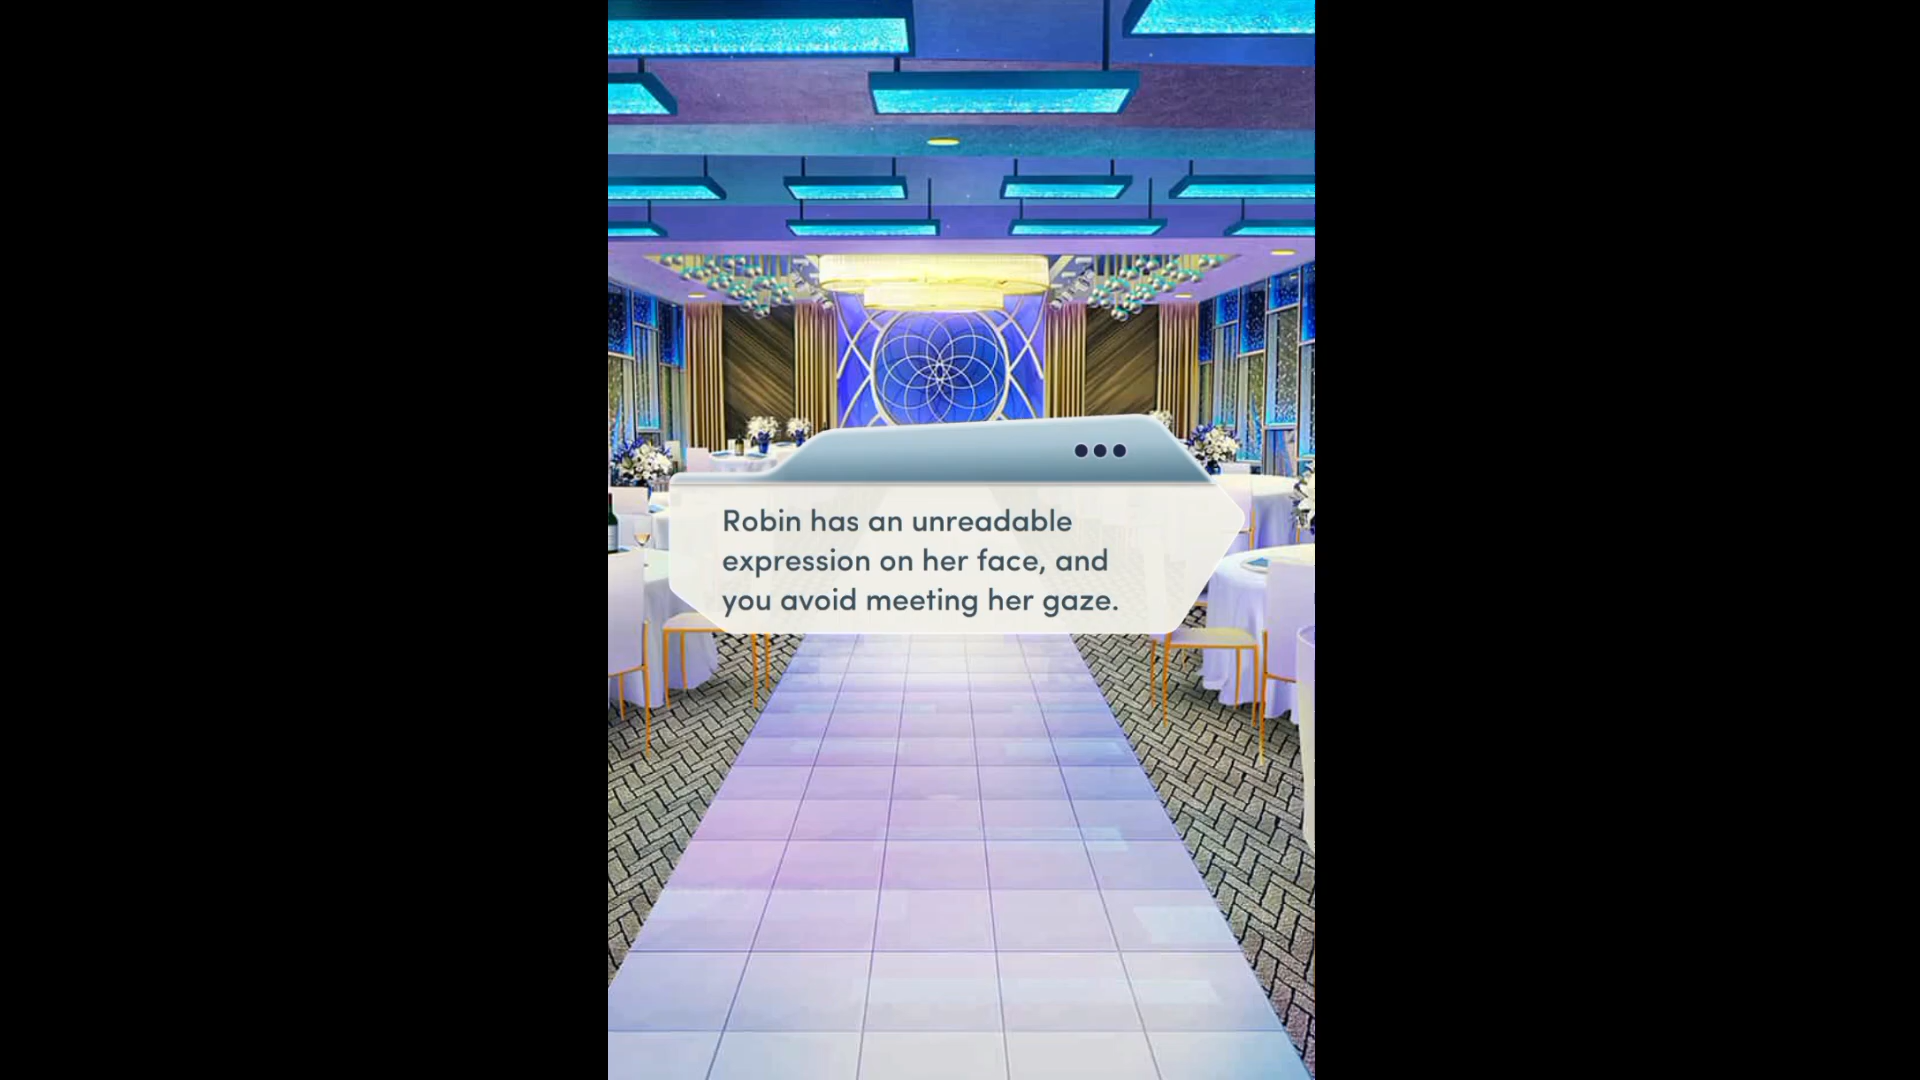 Robin has an unreadable
expression on her face, and
you avoid meeting her gaze.